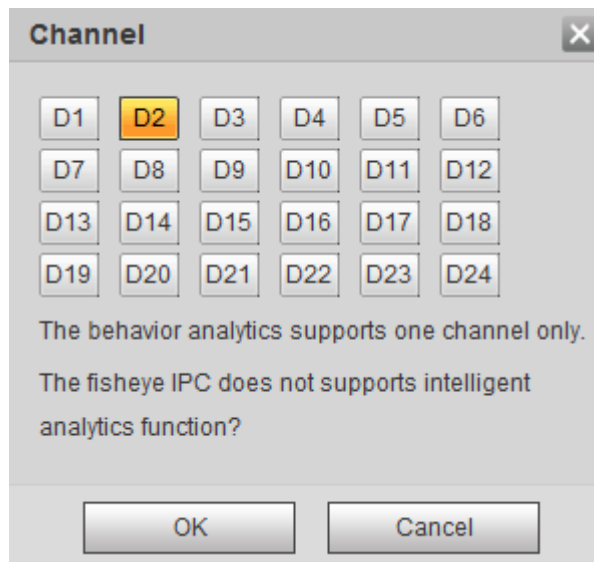 Channel
D1 D2 D3 D4 D5 D6
D7 D8 D9 D10 D11 D12
D13 D14 D15 D16 D17 D18
D19 D20 D21 D22 D23 D24
The behavior analytics supports one channel only.
The fisheye IPC does not supports intelligent
analytics function?
OK Cancel